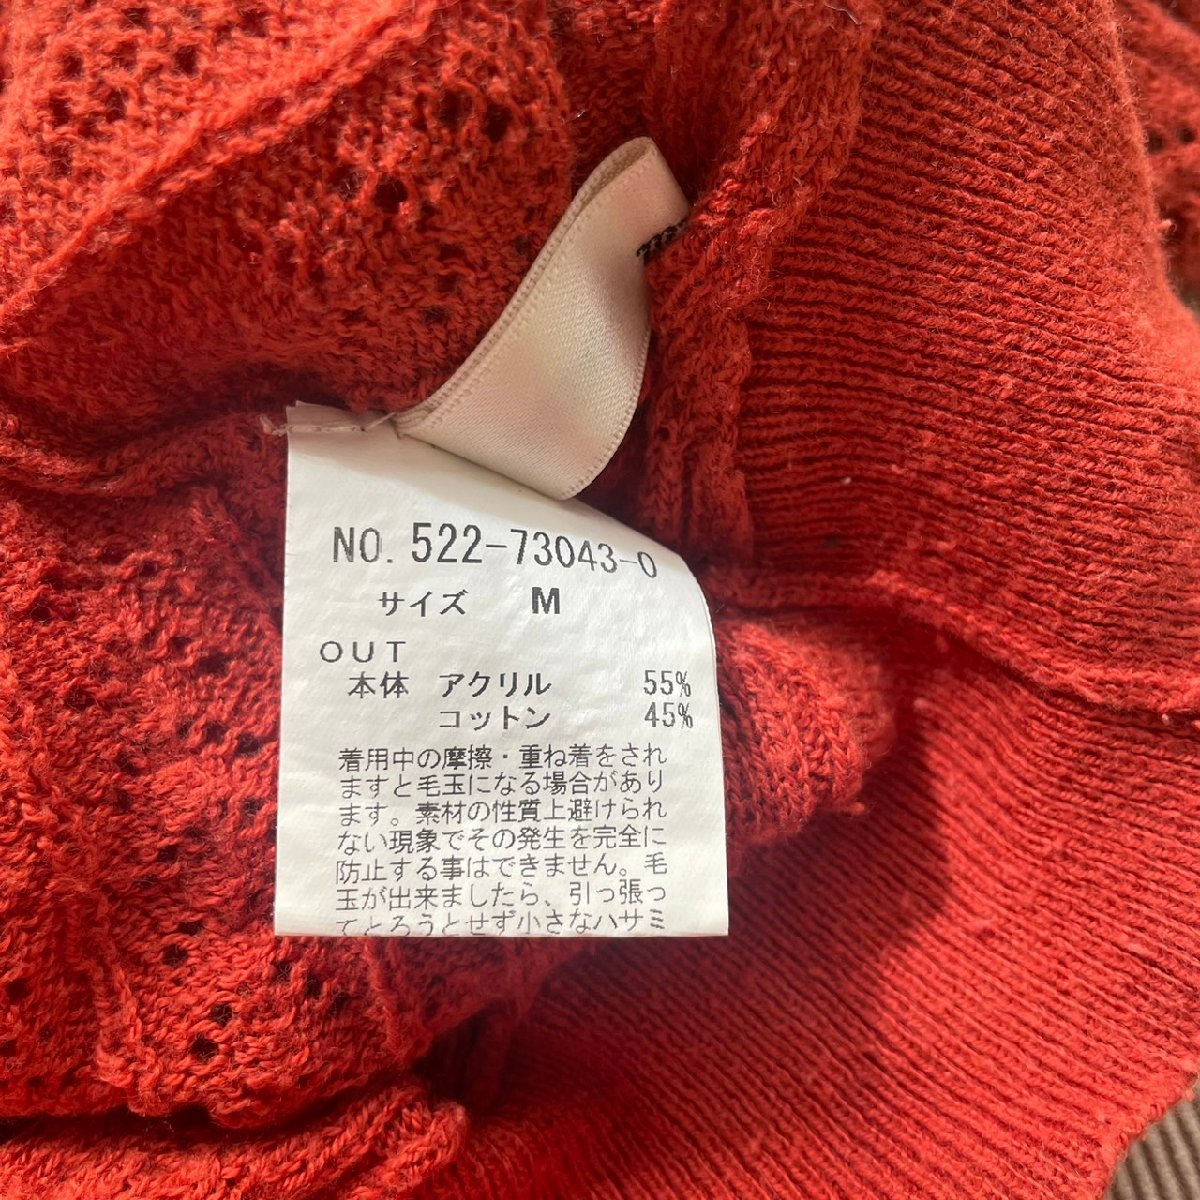 NO. 522-73043-0
サイズ M
OUT
本体 アクリル 55%
コットン 45%
着用中の摩擦・重ね着をされ
ますと毛玉になる場合があり
ます。素材の性質上避けられ
ない現象でその発生を完全に
防止する事はできません。毛
玉が出来ましたら、引っ張っ
てとろうとせず小さなハサミ